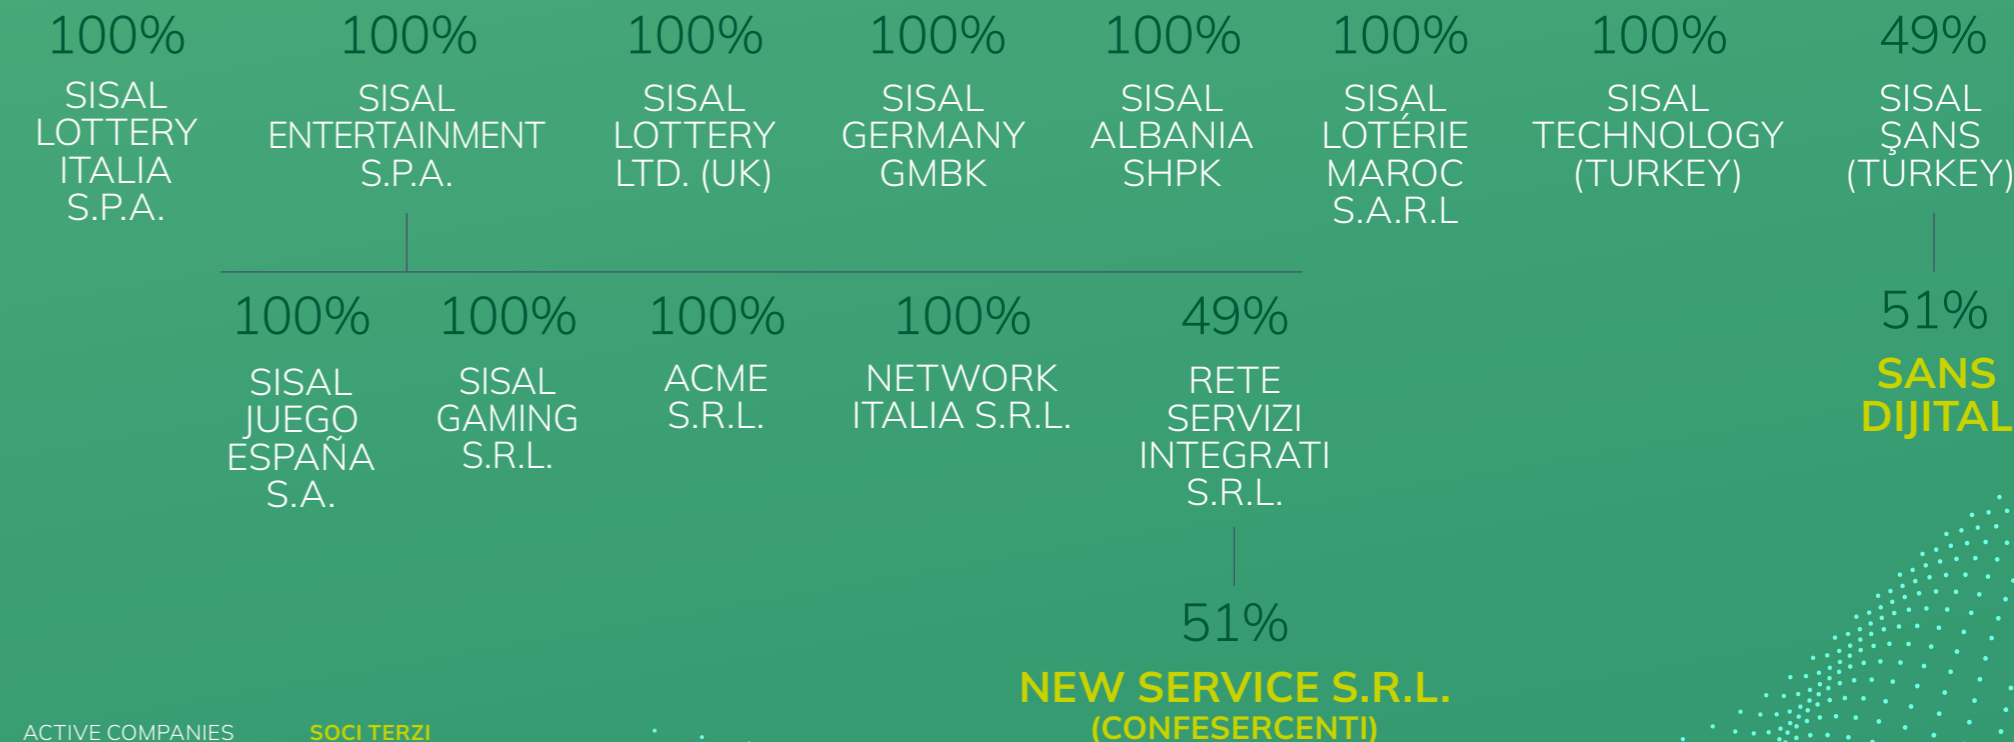 100%
SISAL
LOTTERY
ITALIA
S.P.A.
100%
SISAL
ENTERTAINMENT
S.P.A.
100%
SISAL
LOTTERY
LTD. (UK)
100%
SISAL
GERMANY
GMBK
100%
SISAL
ALBANIA
SHPK
100%
SISAL
LOTÉRIE
MAROC
S.A.R.L
100%
SISAL
TECHNOLOGY
(TURKEY)
49%
SISAL
ŞANS
(TURKEY)
100%
SISAL
JUEGO
ESPAÑA
S.A.
100%
SISAL
GAMING
S.R.L.
100%
ACME
S.R.L.
100%
NETWORK
ITALIA S.R.L.
49%
RETE
SERVIZI
INTEGRATI
S.R.L.
51%
SANS
DIJITAL
51%
NEW SERVICE S.R.L.
(CONFESERCENTI)
ACTIVE COMPANIES
SOCI TERZI